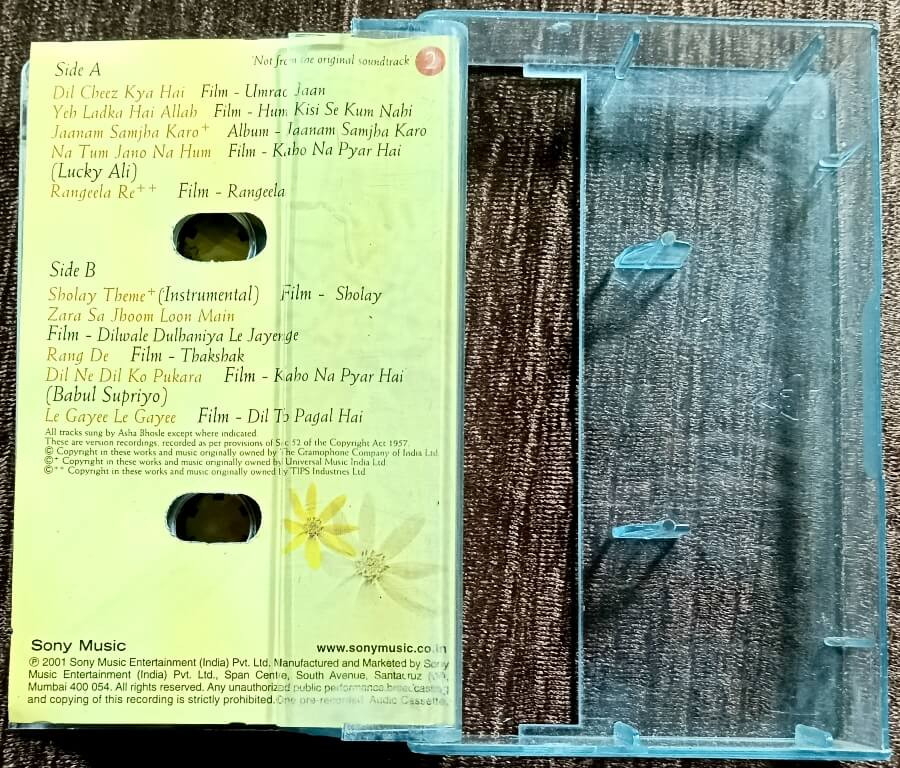 'Not from the original soundtrack' 2
Side A
Dil Cheez Kya Hai Film - Umrao Jaan
Yeh Ladka Hai Allah Film - Hum Kisi Se Kum Nahi
Jaanam Samjha Karo+ Album - Jaanam Samjha Karo
Na Tum Jano Na Hum Film - Kaho Na Pyar Hai
(Lucky Ali)
Rangeela Re++ Film - Rangeela
Side B
Sholay Theme+(Instrumental) Film - Sholay
Zara Sa Jhoom Loon Main
Film - Dilwale Dulhaniya Le Jayenge
Rang De Film - Thakshak
Dil Ne Dil Ko Pukara Film - Kaho Na Pyar Hai
(Babul Supriyo)
Le Gayee Le Gayee Film - Dil To Pagal Hai
All tracks sung by Asha Bhosle except where indicated.
These are version recordings, recorded as per provisions of Sec 52 of the Copyright Act 1957.
© Copyright in these works and music originally owned by The Gramophone Company of India Ltd.
©+ Copyright in these works and music originally owned by Universal Music India Ltd.
©++ Copyright in these works and music originally owned by TIPS Industries Ltd.
Sony Music www.sonymusic.co.in
℗ 2001 Sony Music Entertainment (India) Pvt. Ltd. Manufactured and Marketed by Sony
Music Entertainment (India) Pvt. Ltd., Span Centre, South Avenue, Santacruz (W),
Mumbai 400 054. All rights reserved. Any unauthorized public performance, broadcasting
and copying of this recording is strictly prohibited. One pre-recorded Audio Cassette.